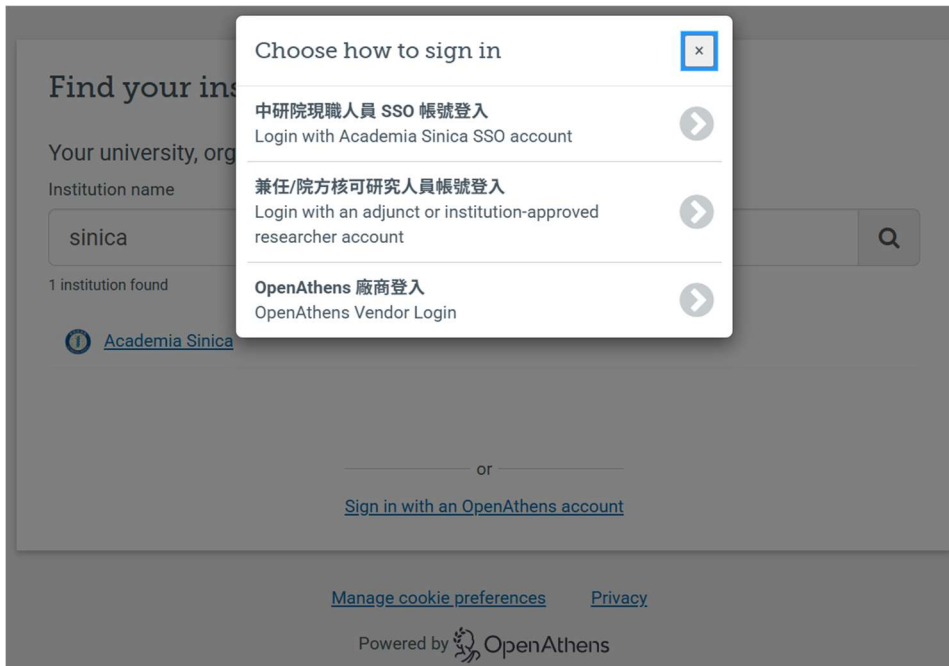 Choose how to sign in
×
中研院現職人員 SSO 帳號登入
Login with Academia Sinica SSO account
兼任/院方核可研究人員帳號登入
Login with an adjunct or institution-approved
researcher account
OpenAthens 廠商登入
OpenAthens Vendor Login
Find your ins
Your university, org
Institution name
sinica
1 institution found
Academia Sinica
or
Sign in with an OpenAthens account
Manage cookie preferences
Privacy
Powered by OpenAthens